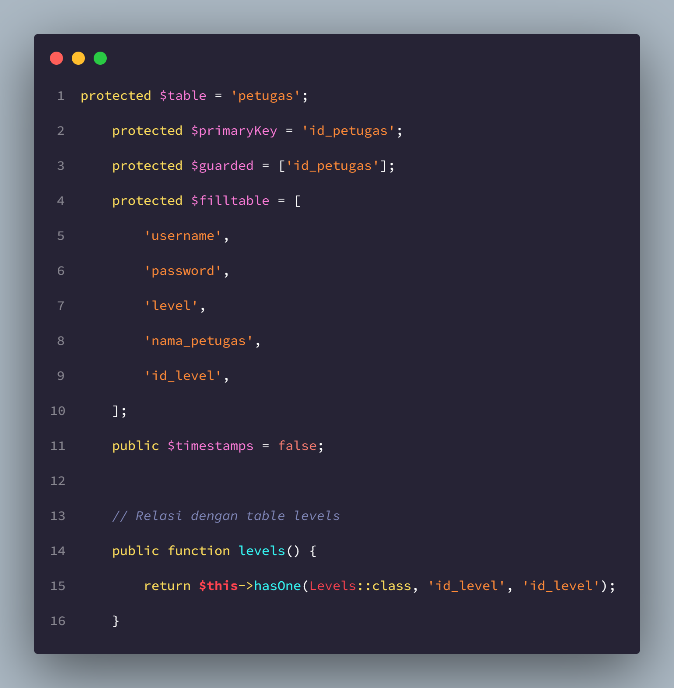 1 protected $table = 'petugas';
2 protected $primaryKey = 'id_petugas';
3 protected $guarded = ['id_petugas'];
4 protected $filltable = [
5 'username',
6 'password',
7 'level',
8 'nama_petugas',
9 'id_level',
10 ];
11 public $timestamps = false;
12
13 // Relasi dengan table levels
14 public function levels() {
15 return $this->hasOne(Levels::class, 'id_level', 'id_level');
16 }